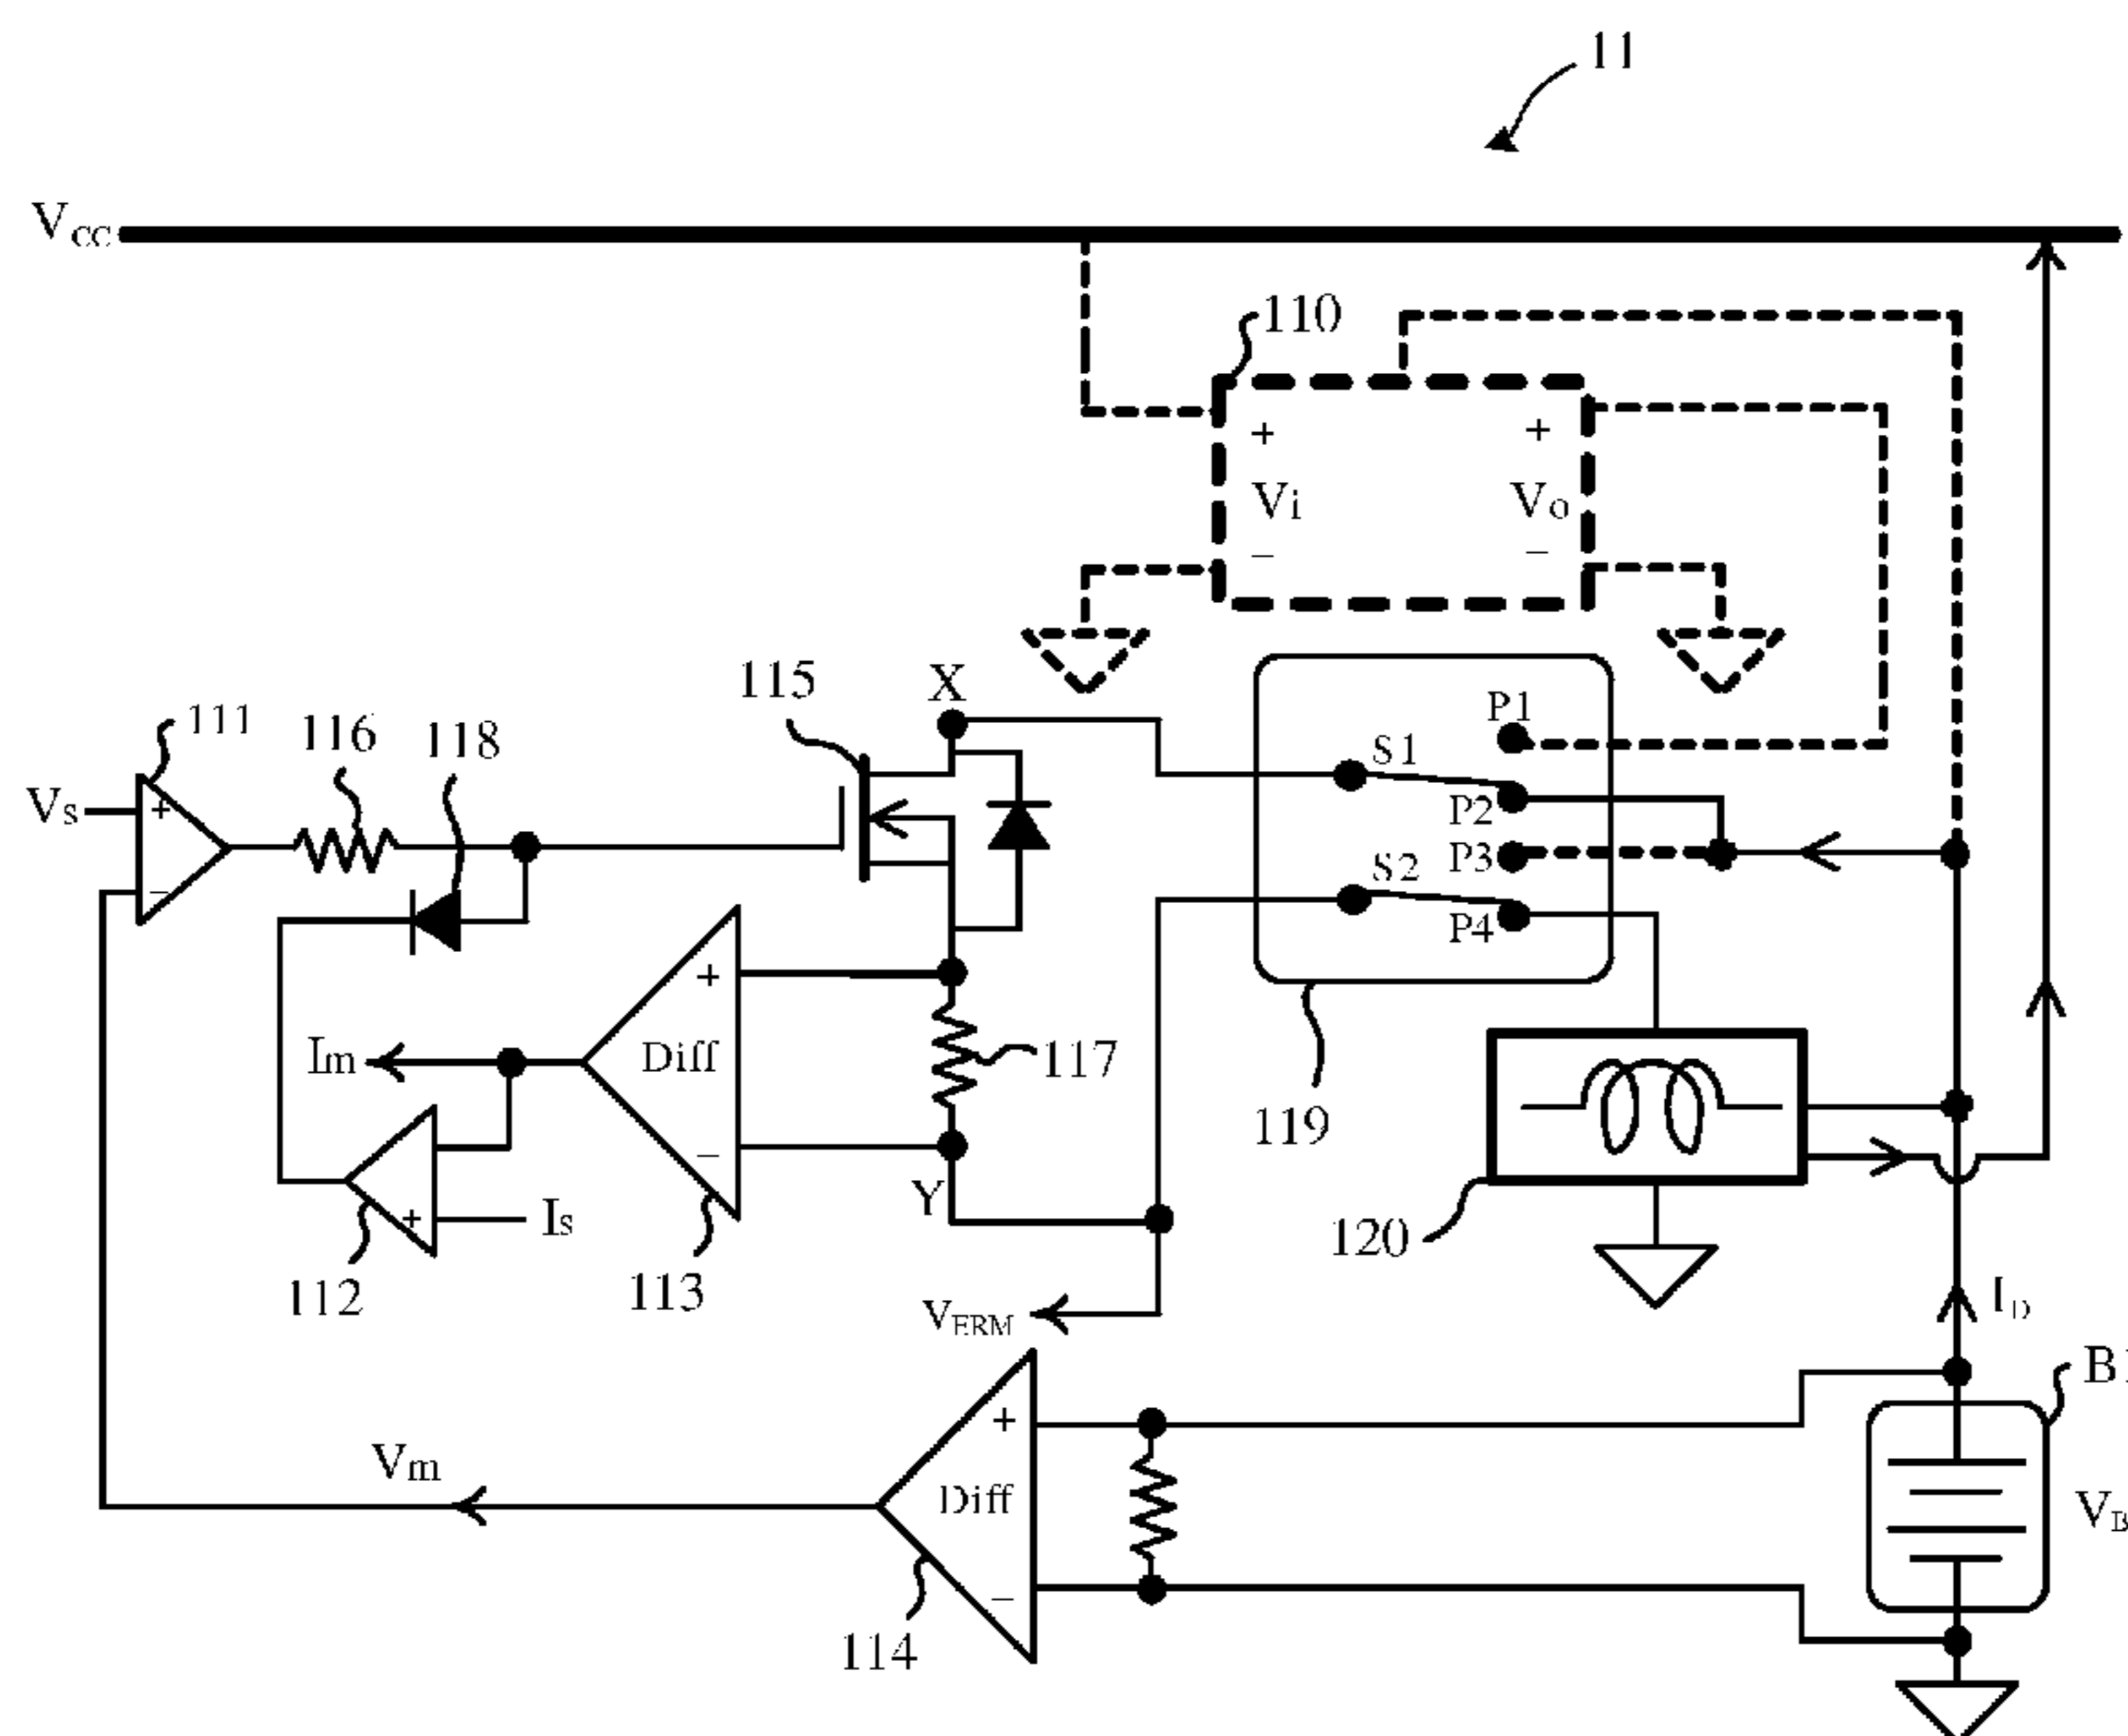 11
VCC
110
+ +
Vi Vo
− −
115 X
P1
111 116 118
S1
Vs + P2
P3
S2
− P4
+
Im Diff 117
119
−
Y
+ Is
120
112 113
VERM ID
B1
+
Vm
Diff
−
114